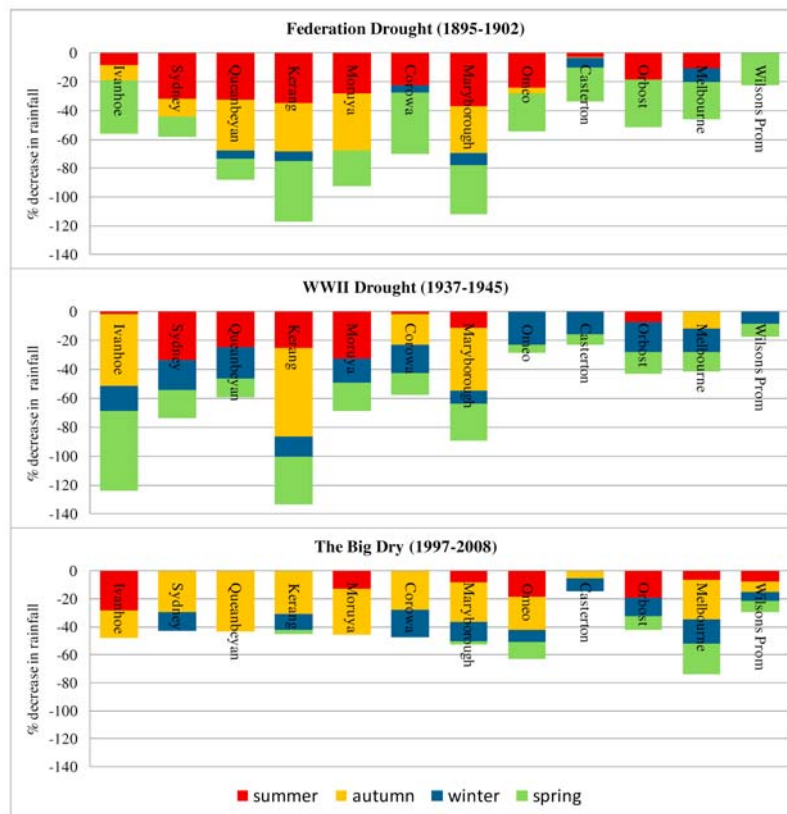 Federation Drought (1895-1902)
% decrease in rainfall
0
-20
-40
-60
-80
-100
-120
-140
Ivanhoe
Sydney
Queanbeyan
Kerang
Moruya
Corowa
Maryborough
Omeo
Casterton
Orbost
Melbourne
Wilsons Prom
WWII Drought (1937-1945)
% decrease in rainfall
0
-20
-40
-60
-80
-100
-120
-140
Ivanhoe
Sydney
Queanbeyan
Kerang
Moruya
Corowa
Maryborough
Omeo
Casterton
Orbost
Melbourne
Wilsons Prom
The Big Dry (1997-2008)
% decrease in rainfall
0
-20
-40
-60
-80
-100
-120
-140
Ivanhoe
Sydney
Queanbeyan
Kerang
Moruya
Corowa
Maryborough
Omeo
Casterton
Orbost
Melbourne
Wilsons Prom
summer autumn winter spring